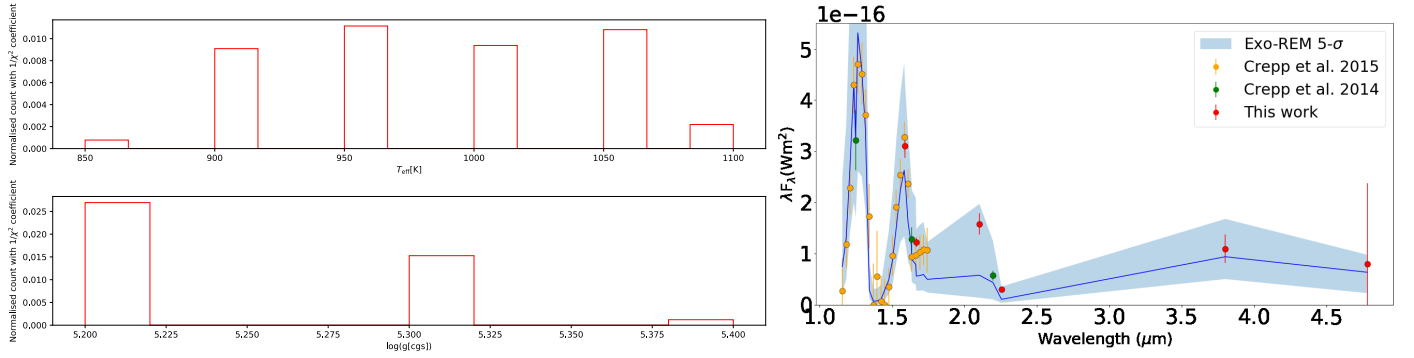 Normalised count with 1/χ² coefficient
0.010
0.008
0.006
0.004
0.002
0.000
850 900 950 1000 1050 1100
T_eff[K]
Normalised count with 1/χ² coefficient
0.025
0.020
0.015
0.010
0.005
0.000
5.200 5.225 5.250 5.275 5.300 5.325 5.350 5.375 5.400
log(g[cgs])
1e−16
λF_λ(Wm²)
5
4
3
2
1
0
1.0 1.5 2.0 2.5 3.0 3.5 4.0 4.5
Wavelength (μm)
Exo-REM 5-σ
Crepp et al. 2015
Crepp et al. 2014
This work